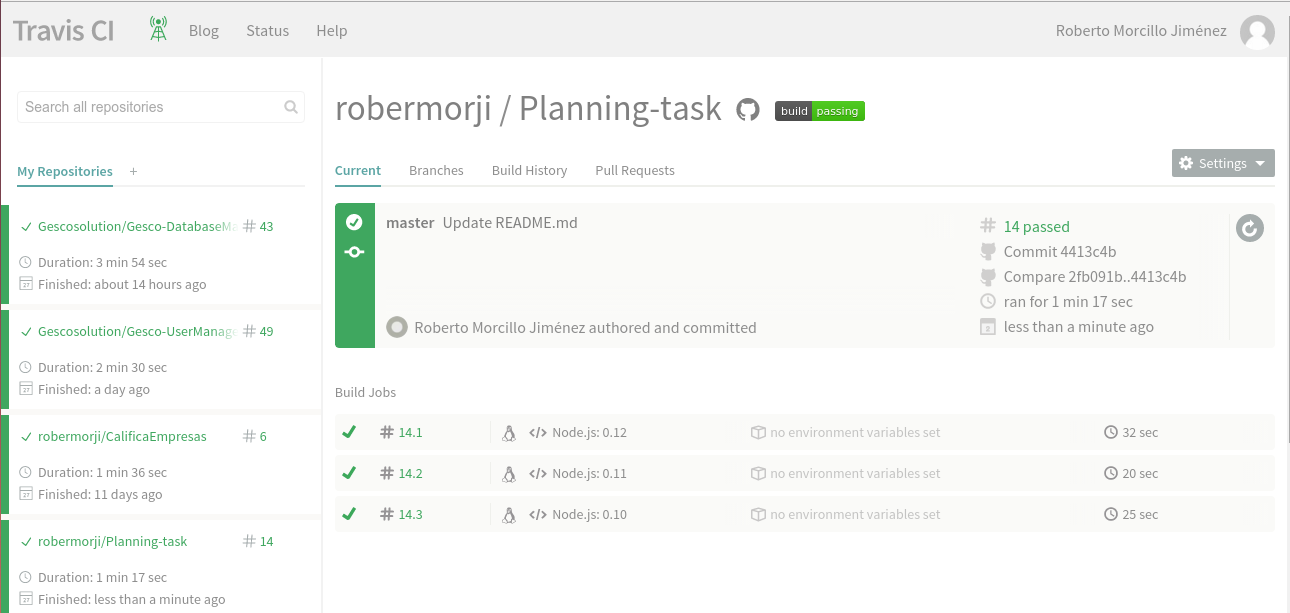 Travis CI Blog Status Help Roberto Morcillo Jiménez
Search all repositories
My Repositories +
Gescosolution/Gesco-DatabaseM # 43
Duration: 3 min 54 sec
Finished: about 14 hours ago
Gescosolution/Gesco-UserManage # 49
Duration: 2 min 30 sec
Finished: a day ago
robermorji/CalificaEmpresas # 6
Duration: 1 min 36 sec
Finished: 11 days ago
robermorji/Planning-task # 14
Duration: 1 min 17 sec
Finished: less than a minute ago
robermorji / Planning-task build passing
Current Branches Build History Pull Requests Settings
master Update README.md
# 14 passed
Commit 4413c4b
Compare 2fb091b..4413c4b
ran for 1 min 17 sec
less than a minute ago
Roberto Morcillo Jiménez authored and committed
Build Jobs
# 14.1 </> Node.js: 0.12 no environment variables set 32 sec
# 14.2 </> Node.js: 0.11 no environment variables set 20 sec
# 14.3 </> Node.js: 0.10 no environment variables set 25 sec